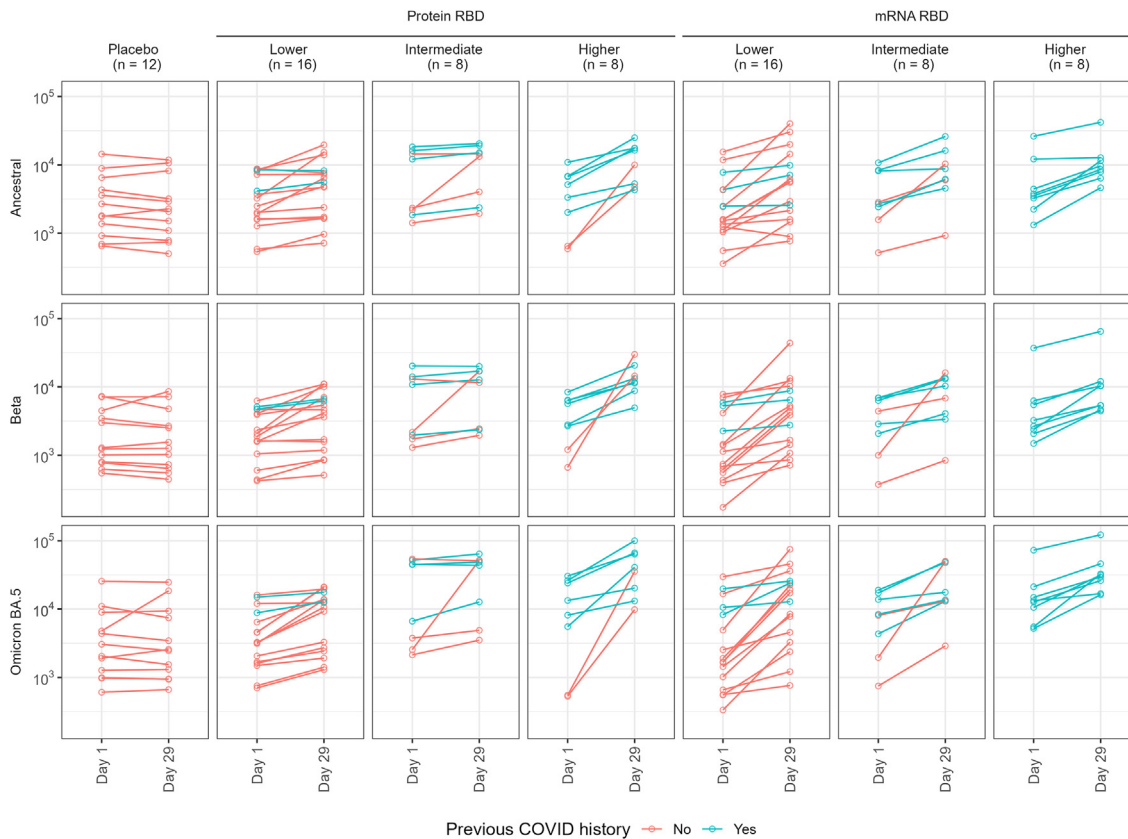 Protein RBD
mRNA RBD
Placebo
(n = 12)
Lower
(n = 16)
Intermediate
(n = 8)
Higher
(n = 8)
Lower
(n = 16)
Intermediate
(n = 8)
Higher
(n = 8)
Ancestral
10⁵
10⁴
10³
Beta
10⁵
10⁴
10³
Omicron BA.5
10⁵
10⁴
10³
Day 1 Day 29 Day 1 Day 29 Day 1 Day 29 Day 1 Day 29 Day 1 Day 29 Day 1 Day 29 Day 1 Day 29
Previous COVID history No Yes